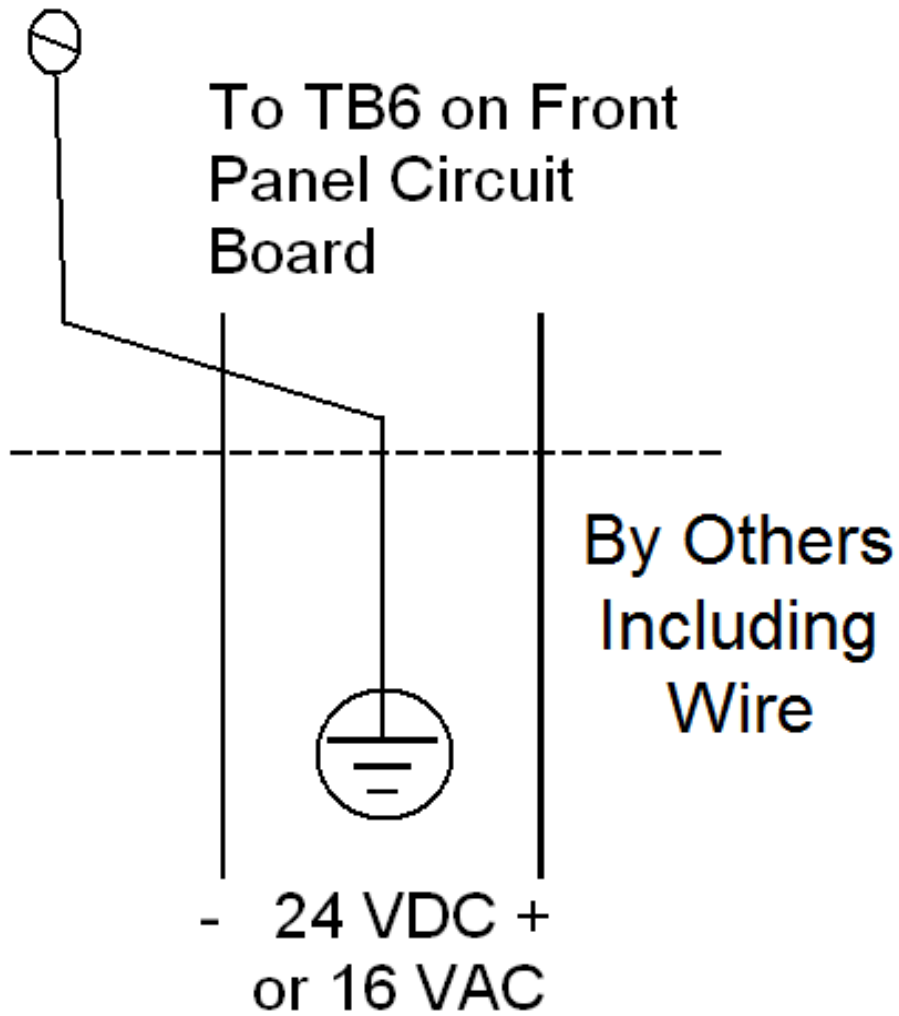 To TB6 on Front
Panel Circuit
Board
By Others
Including
Wire
- 24 VDC +
or 16 VAC